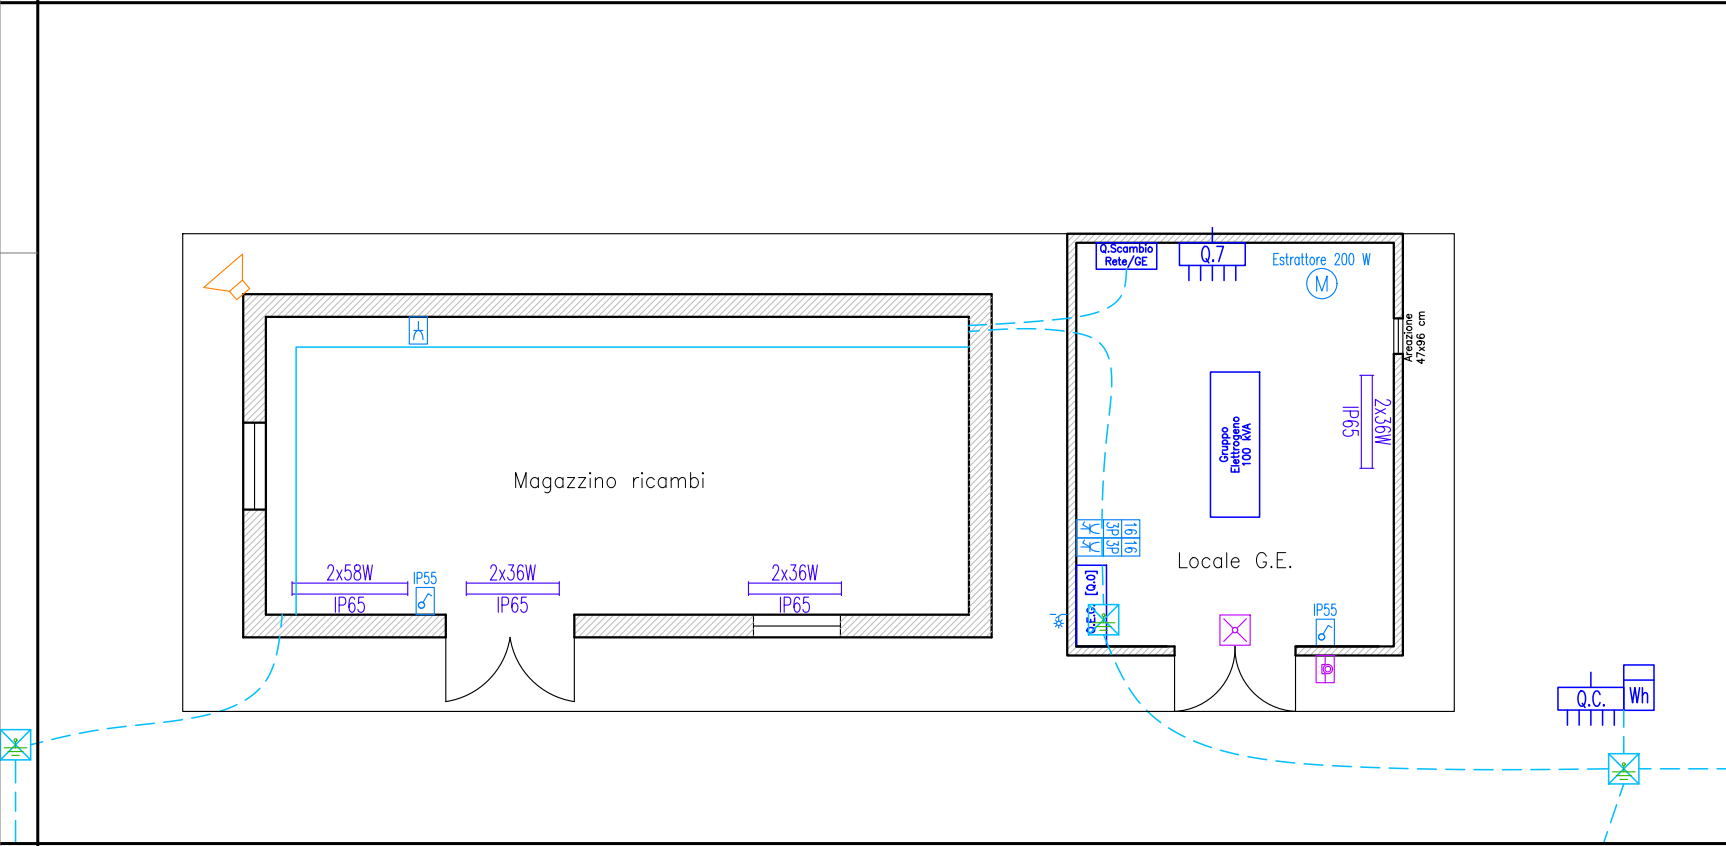 Q.Scambio
Rete/GE
Q.7
Estrattore 200 W
M
Areazione
47x96 cm
2x36W
IP65
Gruppo
Elettrogeno
100 kVA
Magazzino ricambi
16 16
3P 3P
Locale G.E.
2x58W
IP65
IP55
2x36W
IP65
2x36W
IP65
Q.E.G. [Q.0]
IP55
Q.C.
Wh